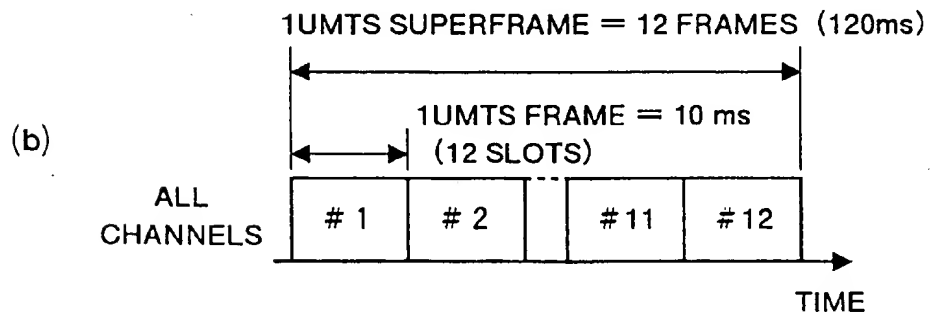 1UMTS SUPERFRAME = 12 FRAMES (120ms)
(b)
1UMTS FRAME = 10 ms
(12 SLOTS)
ALL
CHANNELS
# 1
# 2
# 11
# 12
TIME